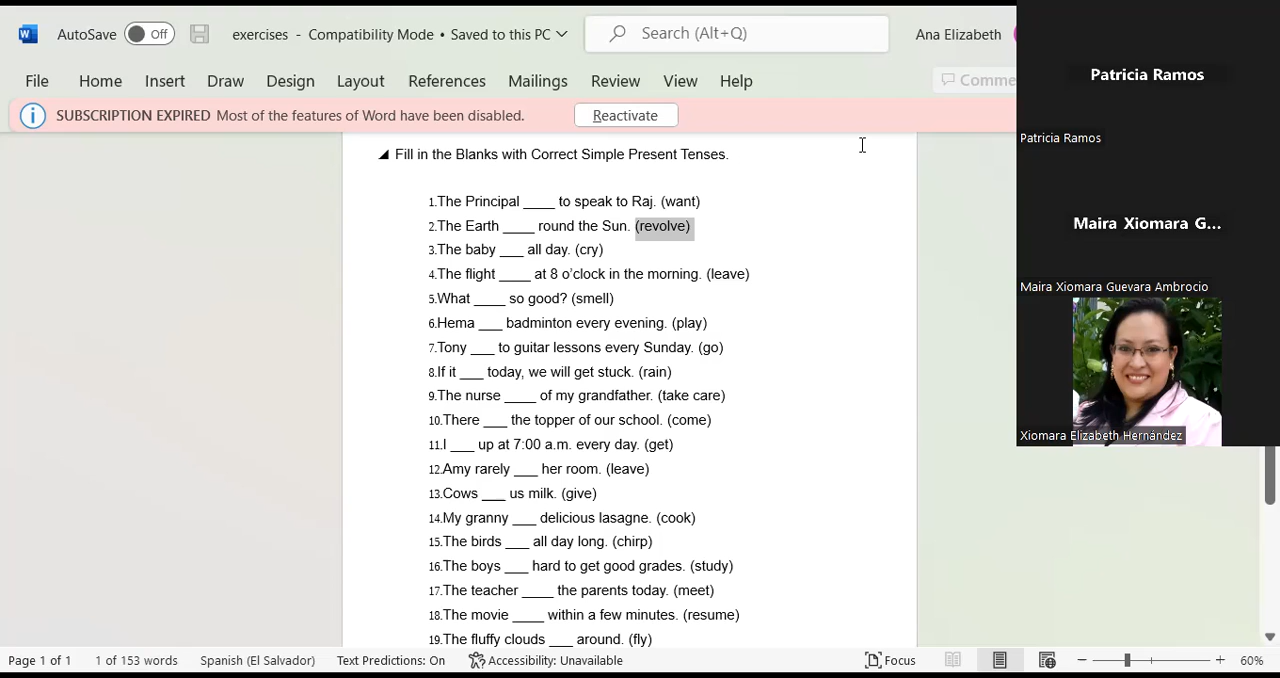 AutoSave Off exercises - Compatibility Mode • Saved to this PC Search (Alt+Q) Ana Elizabeth
File Home Insert Draw Design Layout References Mailings Review View Help Comme
SUBSCRIPTION EXPIRED Most of the features of Word have been disabled. Reactivate
Fill in the Blanks with Correct Simple Present Tenses.
1.The Principal ____ to speak to Raj. (want)
2.The Earth ____ round the Sun. (revolve)
3.The baby ___ all day. (cry)
4.The flight ____ at 8 o’clock in the morning. (leave)
5.What ____ so good? (smell)
6.Hema ___ badminton every evening. (play)
7.Tony ___ to guitar lessons every Sunday. (go)
8.If it ___ today, we will get stuck. (rain)
9.The nurse ____ of my grandfather. (take care)
10.There ___ the topper of our school. (come)
11.I ___ up at 7:00 a.m. every day. (get)
12.Amy rarely ___ her room. (leave)
13.Cows ___ us milk. (give)
14.My granny ___ delicious lasagne. (cook)
15.The birds ___ all day long. (chirp)
16.The boys ___ hard to get good grades. (study)
17.The teacher ____ the parents today. (meet)
18.The movie ____ within a few minutes. (resume)
19.The fluffy clouds ___ around. (fly)
Page 1 of 1 1 of 153 words Spanish (El Salvador) Text Predictions: On Accessibility: Unavailable Focus 60%
Patricia Ramos
Patricia Ramos
Maira Xiomara G...
Maira Xiomara Guevara Ambrocio
Xiomara Elizabeth Hernández